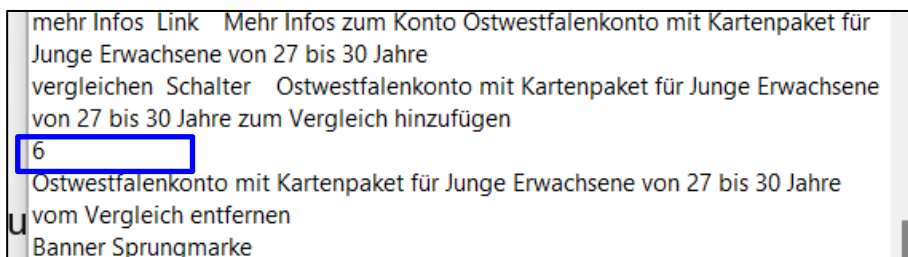 mehr Infos Link Mehr Infos zum Konto Ostwestfalenkonto mit Kartenpaket für
Junge Erwachsene von 27 bis 30 Jahre
vergleichen Schalter Ostwestfalenkonto mit Kartenpaket für Junge Erwachsene
von 27 bis 30 Jahre zum Vergleich hinzufügen
6
Ostwestfalenkonto mit Kartenpaket für Junge Erwachsene von 27 bis 30 Jahre
u vom Vergleich entfernen
Banner Sprungmarke